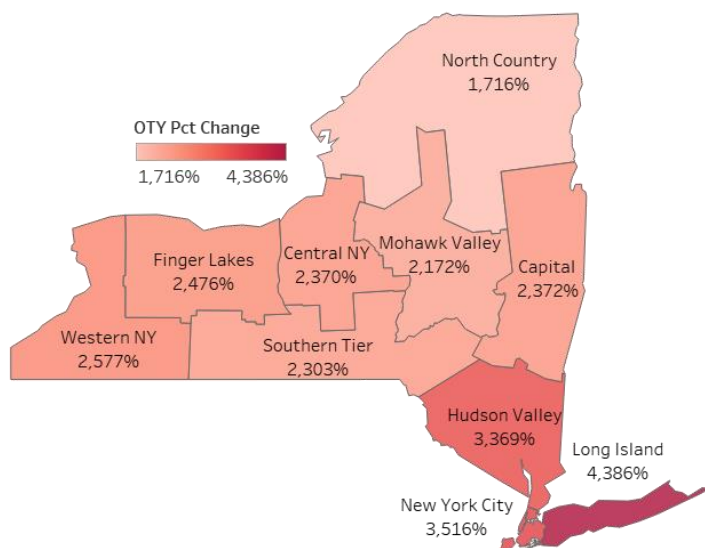 North Country
1,716%
OTY Pct Change
1,716% 4,386%
Mohawk Valley
2,172%
Central NY
2,370%
Finger Lakes
2,476%
Capital
2,372%
Western NY
2,577%
Southern Tier
2,303%
Hudson Valley
3,369%
Long Island
4,386%
New York City
3,516%